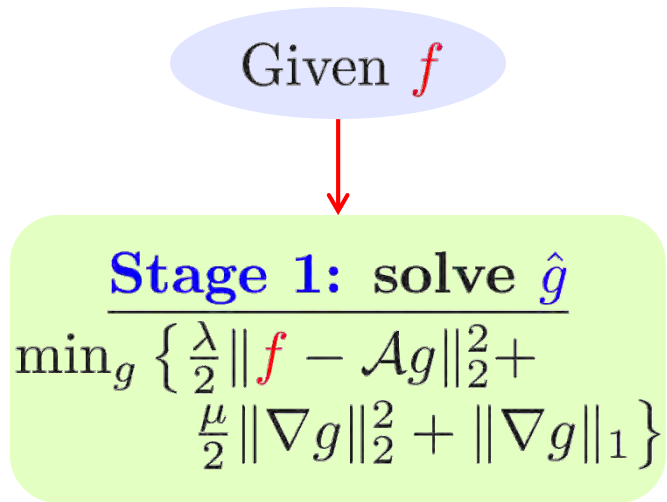 Given f
Stage 1: solve ĝ
min_g { λ/2 ‖f − 𝒜g‖₂² +
μ/2 ‖∇g‖₂² + ‖∇g‖₁ }